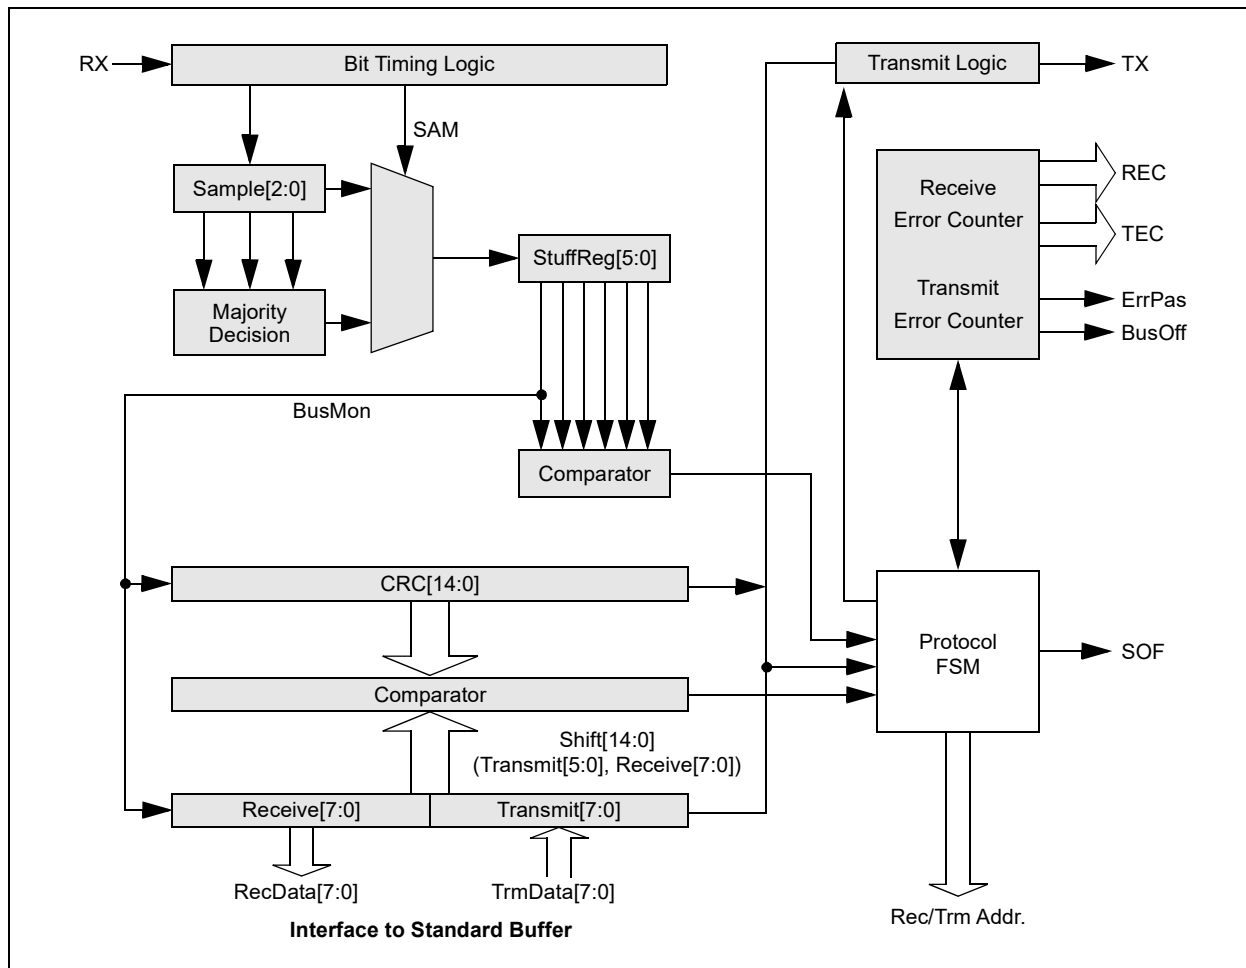 RX
Bit Timing Logic
Transmit Logic
TX
SAM
Sample[2:0]
Receive
Error Counter
REC
TEC
StuffReg[5:0]
Transmit
Error Counter
ErrPas
BusOff
Majority
Decision
BusMon
Comparator
CRC[14:0]
Protocol
FSM
SOF
Comparator
Shift[14:0]
(Transmit[5:0], Receive[7:0])
Receive[7:0]
Transmit[7:0]
RecData[7:0]
TrmData[7:0]
Rec/Trm Addr.
Interface to Standard Buffer